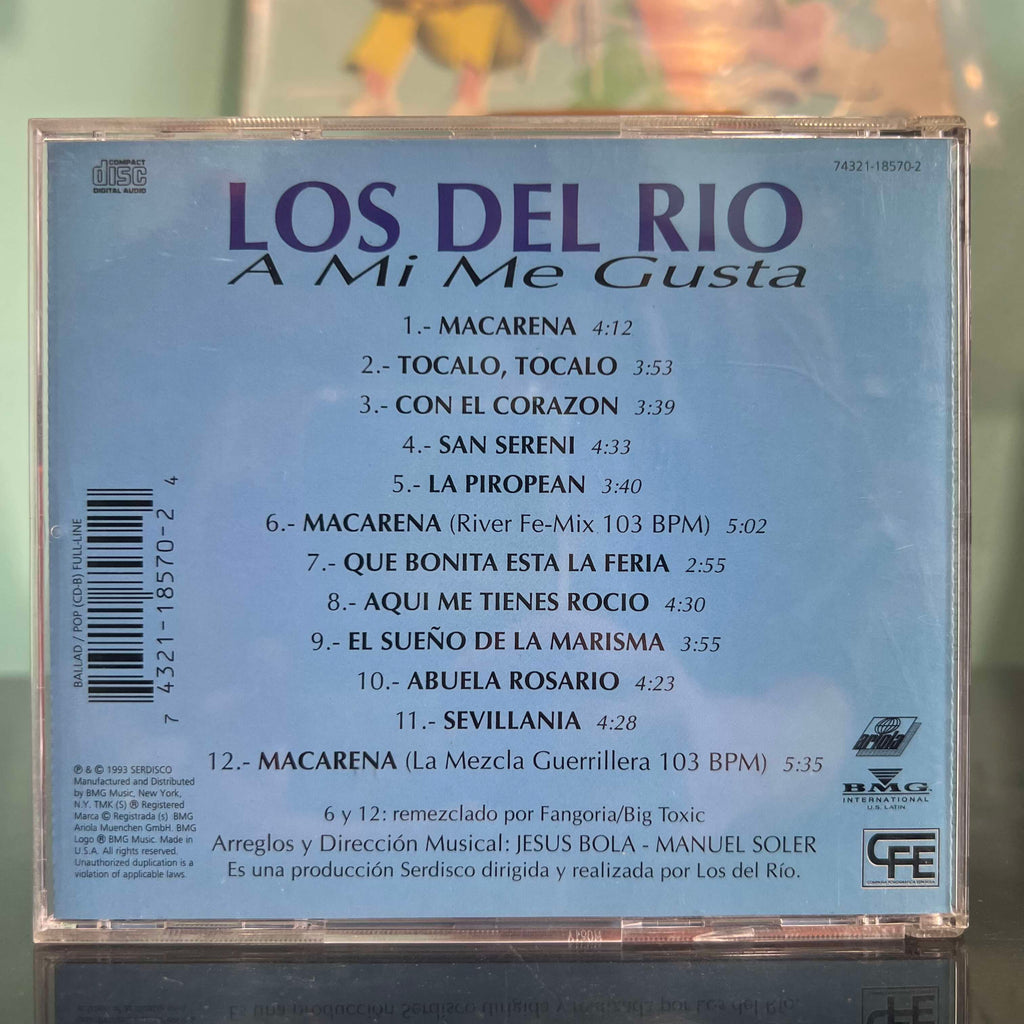 COMPACT
disc
DIGITAL AUDIO
74321-18570-2
LOS DEL RIO
A Mi Me Gusta
1.- MACARENA 4:12
2.- TOCALO, TOCALO 3:53
3.- CON EL CORAZON 3:39
4.- SAN SERENI 4:33
5.- LA PIROPEAN 3:40
6.- MACARENA (River Fe-Mix 103 BPM) 5:02
7.- QUE BONITA ESTA LA FERIA 2:55
8.- AQUI ME TIENES ROCIO 4:30
9.- EL SUEÑO DE LA MARISMA 3:55
10.- ABUELA ROSARIO 4:23
11.- SEVILLANIA 4:28
12.- MACARENA (La Mezcla Guerrillera 103 BPM) 5:35
6 y 12: remezclado por Fangoria/Big Toxic
Arreglos y Dirección Musical: JESUS BOLA - MANUEL SOLER
Es una producción Serdisco dirigida y realizada por Los del Río.
BALLAD / POP (CD-B) FULL-LINE
7 4321-18570-2 4
℗ & © 1993 SERDISCO
Manufactured and Distributed
by BMG Music, New York,
N.Y. TMK (S) ® Registered
Marca © Registrada (s) BMG
Ariola Muenchen GmbH. BMG
Logo ® BMG Music. Made in
U.S.A. All rights reserved.
Unauthorized duplication is a
violation of applicable laws.
ariola
BMG
INTERNATIONAL
U.S. LATIN
CFE
COMPAÑIA FONOGRAFICA ESPAÑOLA